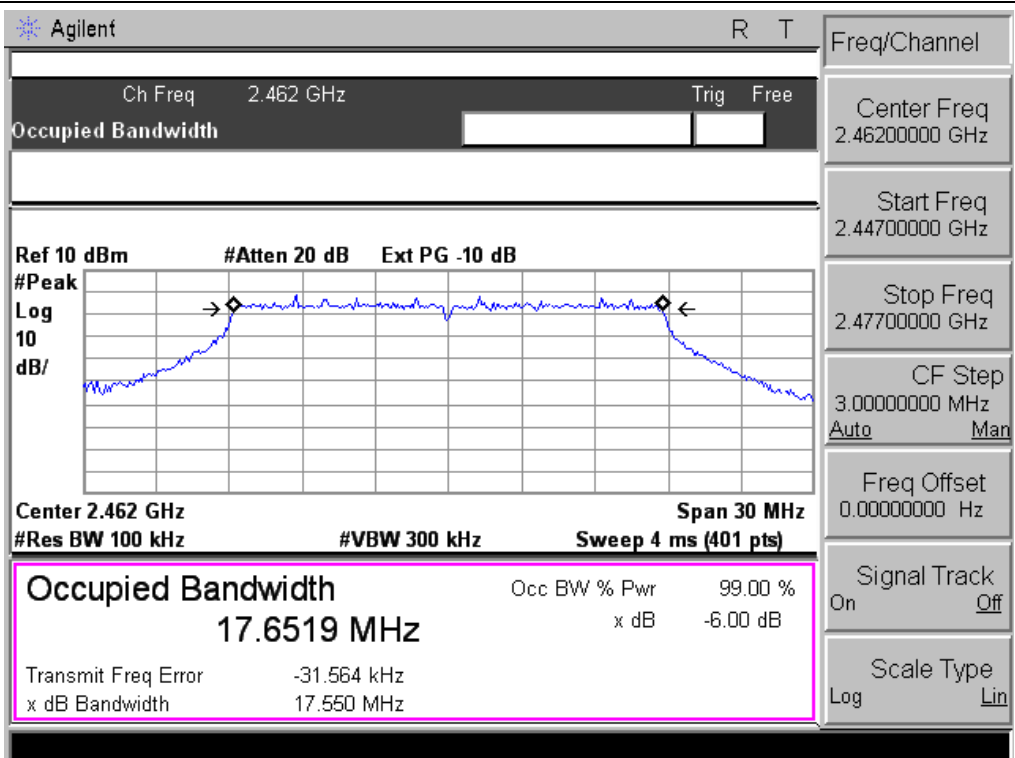 Agilent R T
Ch Freq 2.462 GHz Trig Free
Occupied Bandwidth
Ref 10 dBm #Atten 20 dB Ext PG -10 dB
#Peak
Log
10
dB/
Center 2.462 GHz Span 30 MHz
#Res BW 100 kHz #VBW 300 kHz Sweep 4 ms (401 pts)
Occupied Bandwidth
17.6519 MHz
Occ BW % Pwr 99.00 %
x dB -6.00 dB
Transmit Freq Error -31.564 kHz
x dB Bandwidth 17.550 MHz
Freq/Channel
Center Freq
2.46200000 GHz
Start Freq
2.44700000 GHz
Stop Freq
2.47700000 GHz
CF Step
3.00000000 MHz
Auto Man
Freq Offset
0.00000000 Hz
Signal Track
On Off
Scale Type
Log Lin